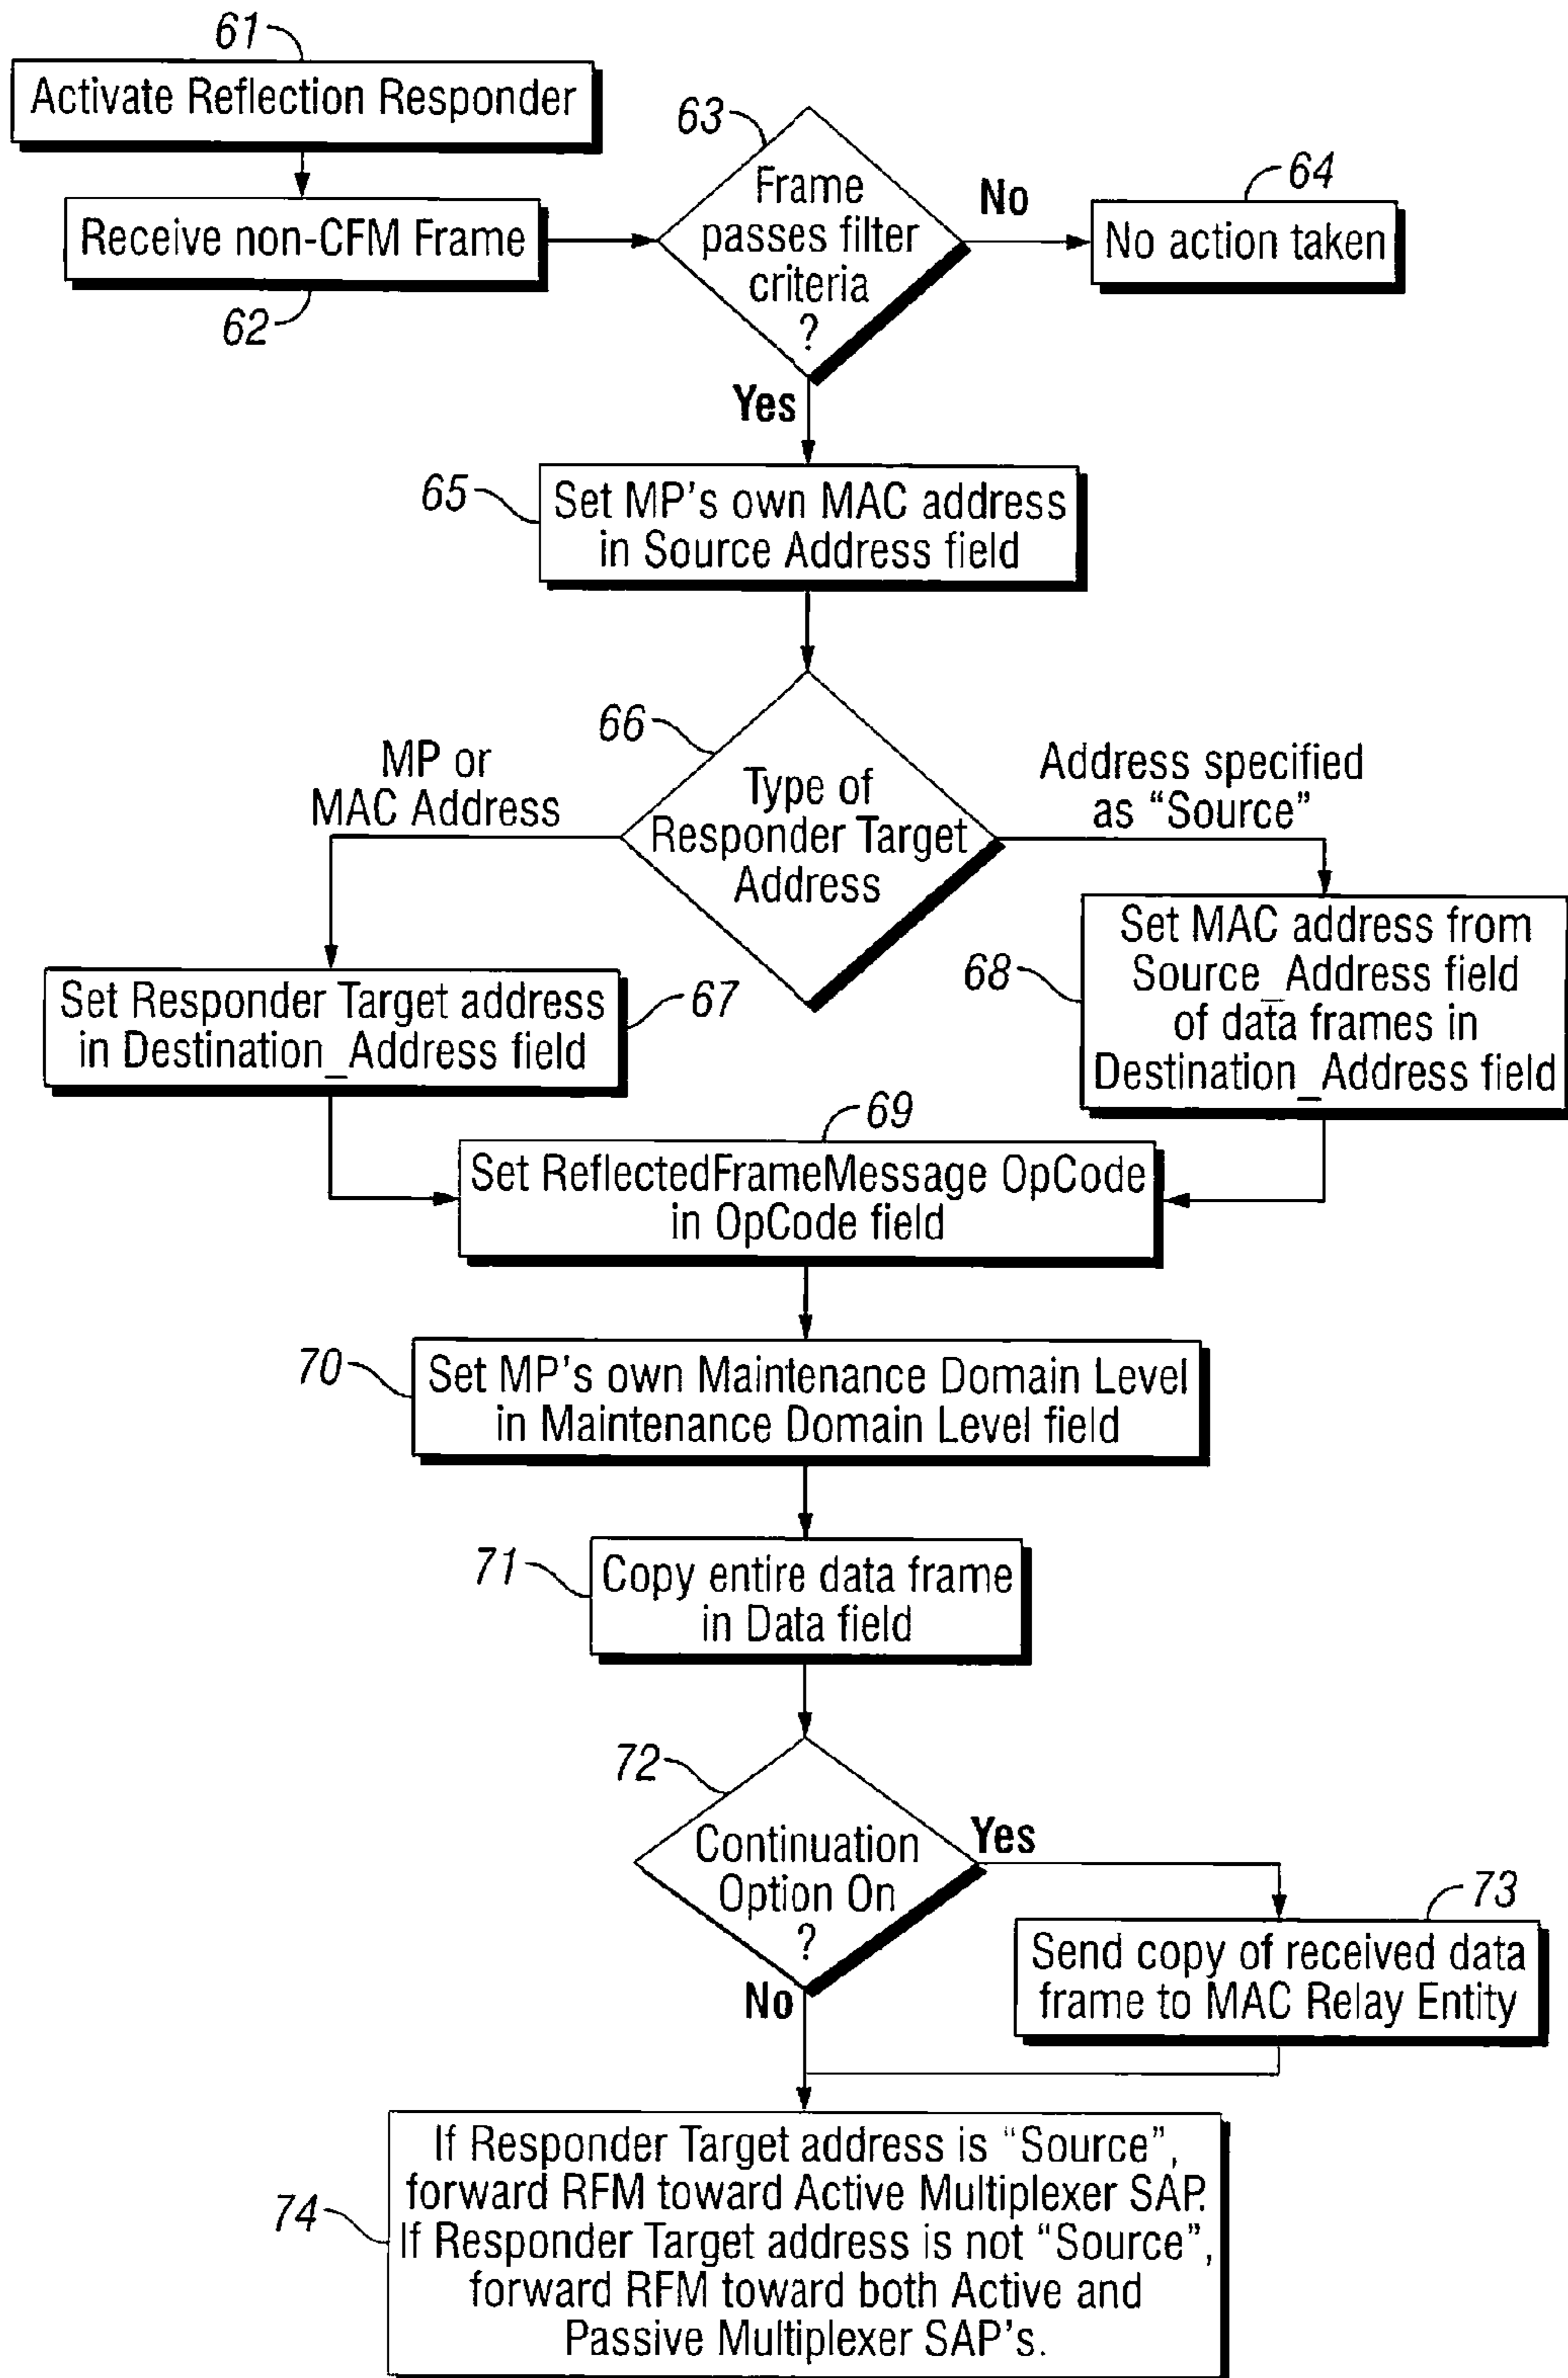 61
Activate Reflection Responder
Receive non-CFM Frame
62
63
Frame
passes filter
criteria
?
No
64
No action taken
Yes
65
Set MP's own MAC address
in Source Address field
66
Type of
Responder Target
Address
MP or
MAC Address
Address specified
as “Source”
Set Responder Target address
in Destination_Address field
67
68
Set MAC address from
Source_Address field
of data frames in
Destination_Address field
69
Set ReflectedFrameMessage OpCode
in OpCode field
70
Set MP's own Maintenance Domain Level
in Maintenance Domain Level field
71
Copy entire data frame
in Data field
72
Continuation
Option On
?
Yes
No
73
Send copy of received data
frame to MAC Relay Entity
74
If Responder Target address is “Source”,
forward RFM toward Active Multiplexer SAP.
If Responder Target address is not “Source”,
forward RFM toward both Active and
Passive Multiplexer SAP's.